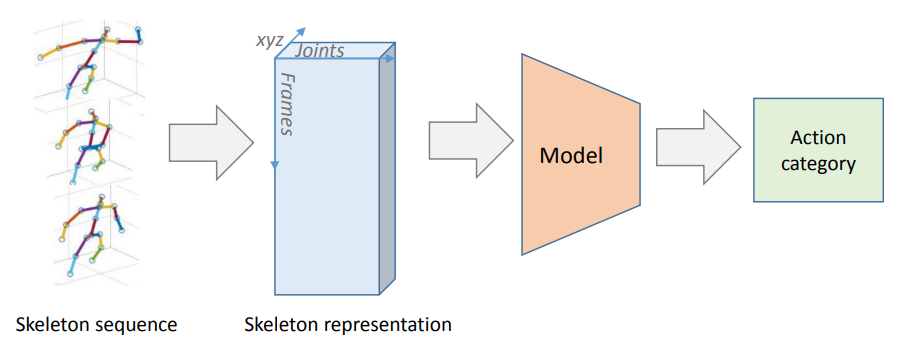 xyz
Joints
Frames
Model
Action
category
Skeleton sequence
Skeleton representation